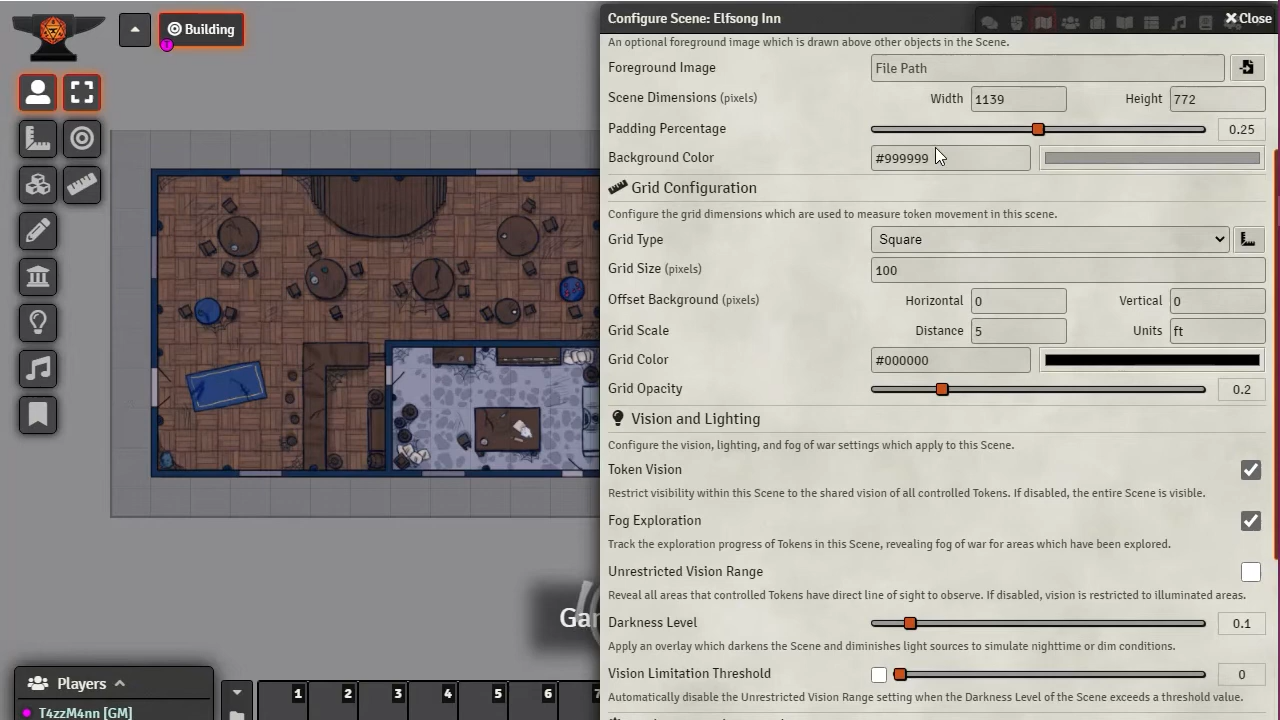 Building
Configure Scene: Elfsong Inn
Close
An optional foreground image which is drawn above other objects in the Scene.
Foreground Image File Path
Scene Dimensions (pixels) Width 1139 Height 772
Padding Percentage 0.25
Background Color #999999
Grid Configuration
Configure the grid dimensions which are used to measure token movement in this scene.
Grid Type Square
Grid Size (pixels) 100
Offset Background (pixels) Horizontal 0 Vertical 0
Grid Scale Distance 5 Units ft
Grid Color #000000
Grid Opacity 0.2
Vision and Lighting
Configure the vision, lighting, and fog of war settings which apply to this Scene.
Token Vision
Restrict visibility within this Scene to the shared vision of all controlled Tokens. If disabled, the entire Scene is visible.
Fog Exploration
Track the exploration progress of Tokens in this Scene, revealing fog of war for areas which have been explored.
Unrestricted Vision Range
Reveal all areas that controlled Tokens have direct line of sight to observe. If disabled, vision is restricted to illuminated areas.
Darkness Level 0.1
Apply an overlay which darkens the Scene and diminishes light sources to simulate nighttime or dim conditions.
Vision Limitation Threshold 0
Automatically disable the Unrestricted Vision Range setting when the Darkness Level of the Scene exceeds a threshold value.
Players
T4zzM4nn [GM]
1 2 3 4 5 6